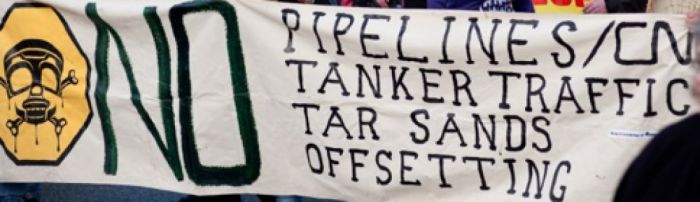 NO
PIPELINES/CN
TANKER TRAFFIC
TAR SANDS
OFFSETTING